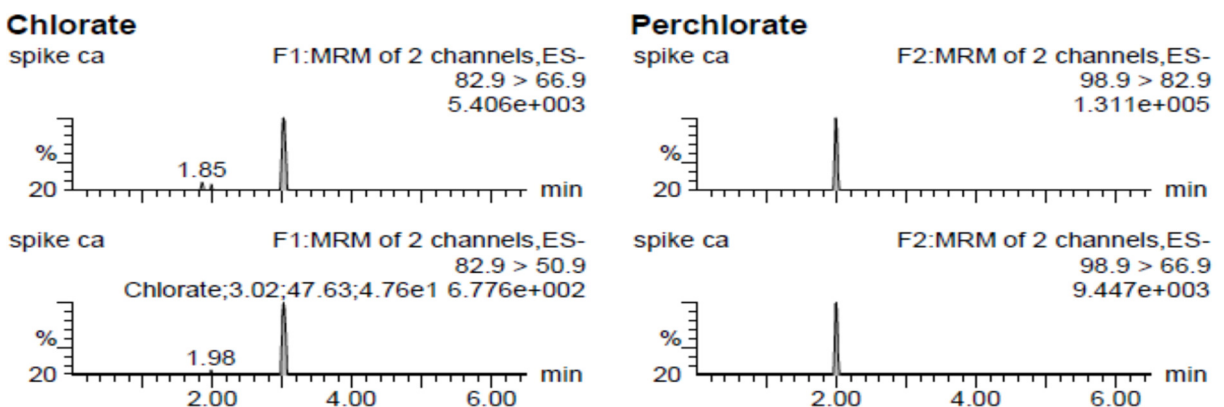 Chlorate
spike ca
F1:MRM of 2 channels,ES-
82.9 > 66.9
5.406e+003
%
1.85
20
min
spike ca
F1:MRM of 2 channels,ES-
82.9 > 50.9
Chlorate;3.02;47.63;4.76e1 6.776e+002
%
1.98
20
min
2.00 4.00 6.00
Perchlorate
spike ca
F2:MRM of 2 channels,ES-
98.9 > 82.9
1.311e+005
%
20
min
spike ca
F2:MRM of 2 channels,ES-
98.9 > 66.9
9.447e+003
%
20
min
2.00 4.00 6.00